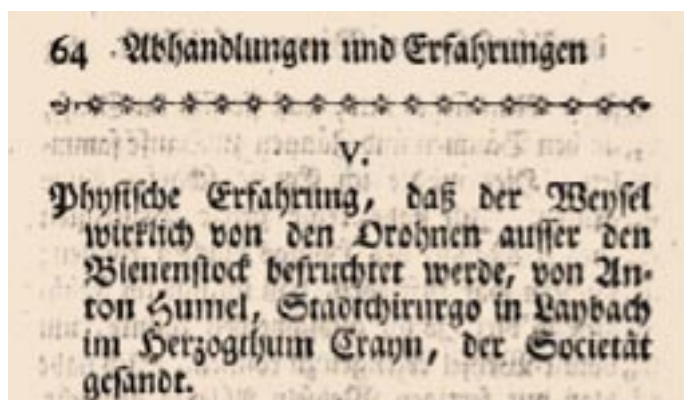 64 Abhandlungen und Erfahrungen
V.
Physische Erfahrung, daß der Weysel
wirklich von den Drohnen ausser den
Bienenstock befruchtet werde, von An-
ton Humel, Stadtchirurgo in Laybach
im Herzogthum Crayn, der Societät
gesandt.